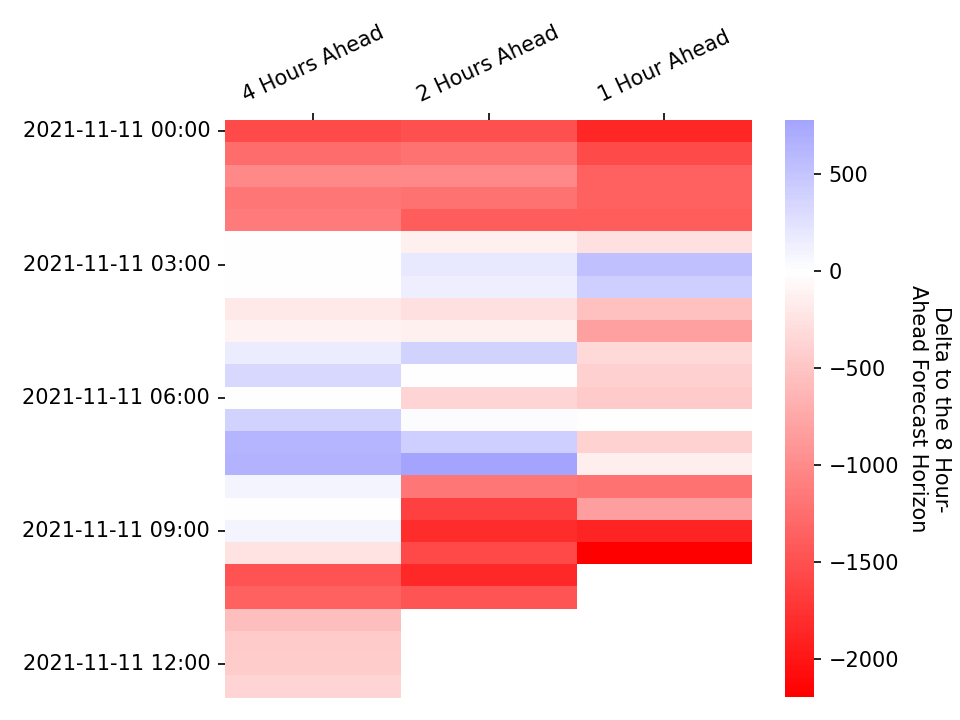 4 Hours Ahead
2 Hours Ahead
1 Hour Ahead
2021-11-11 00:00
2021-11-11 03:00
2021-11-11 06:00
2021-11-11 09:00
2021-11-11 12:00
500
0
−500
−1000
−1500
−2000
Delta to the 8 Hour-
Ahead Forecast Horizon